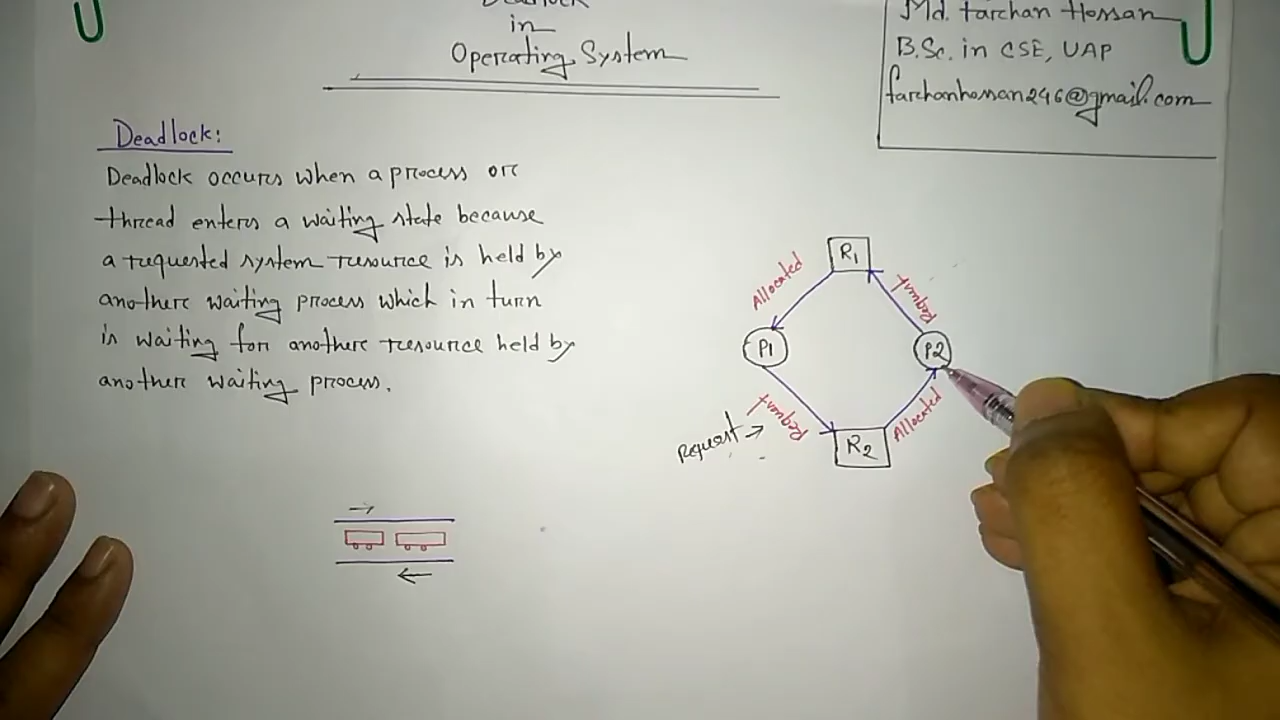 Deadlock
in
Operating System
Md. Farhan Hossan
B.Sc. in CSE, UAP
farhanhossan246@gmail.com
Deadlock:
Deadlock occurs when a process or
thread enters a waiting state because
a requested system resource is held by
another waiting process which in turn
is waiting for another resource held by
another waiting process.
R1
Allocated
Request
P1
P2
Request
Request
Allocated
R2